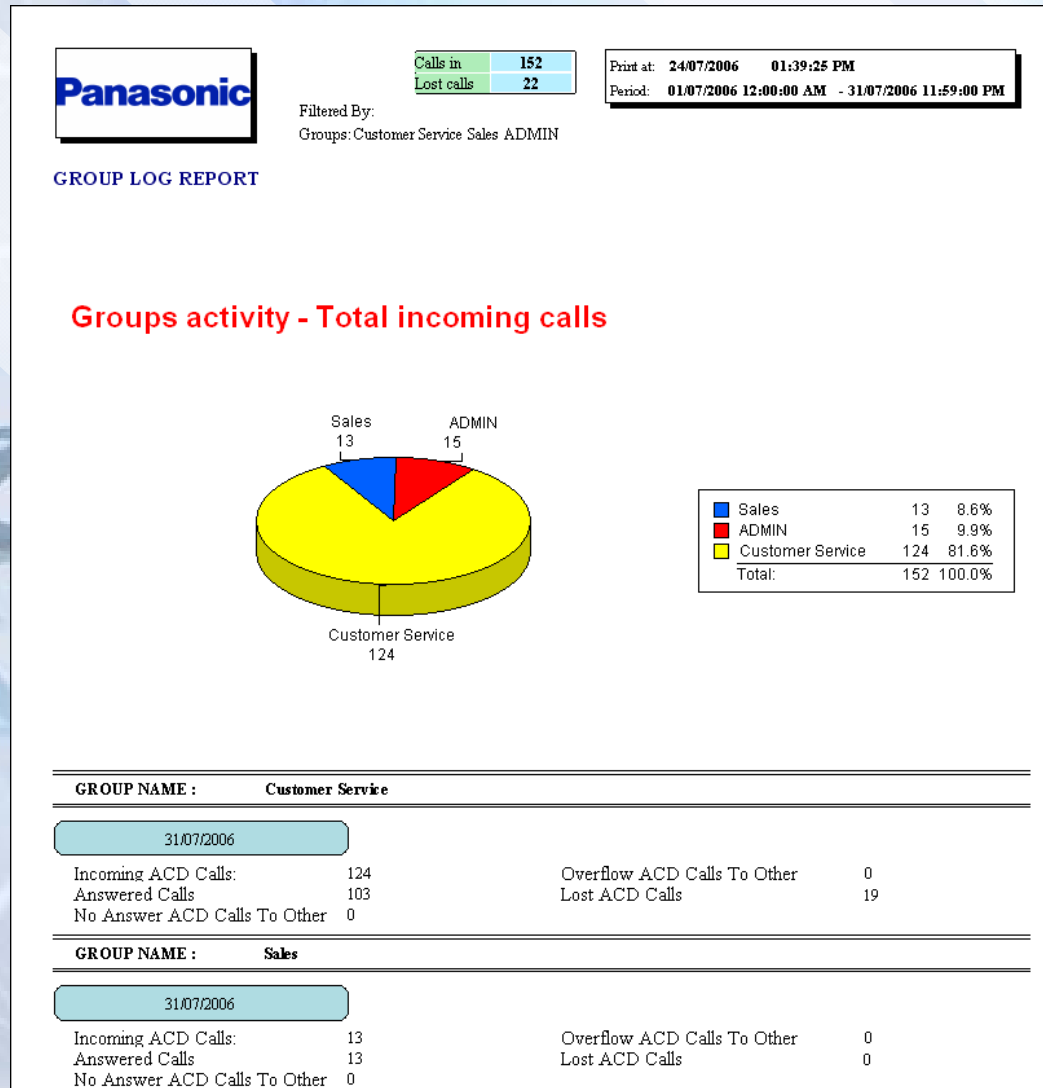 Panasonic
Calls in 152
Lost calls 22
Print at: 24/07/2006 01:39:25 PM
Period: 01/07/2006 12:00:00 AM - 31/07/2006 11:59:00 PM
Filtered By:
Groups: Customer Service Sales ADMIN
GROUP LOG REPORT
Groups activity - Total incoming calls
Sales
13
ADMIN
15
Customer Service
124
Sales 13 8.6%
ADMIN 15 9.9%
Customer Service 124 81.6%
Total: 152 100.0%
GROUP NAME : Customer Service
31/07/2006
Incoming ACD Calls: 124 Overflow ACD Calls To Other 0
Answered Calls 103 Lost ACD Calls 19
No Answer ACD Calls To Other 0
GROUP NAME : Sales
31/07/2006
Incoming ACD Calls: 13 Overflow ACD Calls To Other 0
Answered Calls 13 Lost ACD Calls 0
No Answer ACD Calls To Other 0